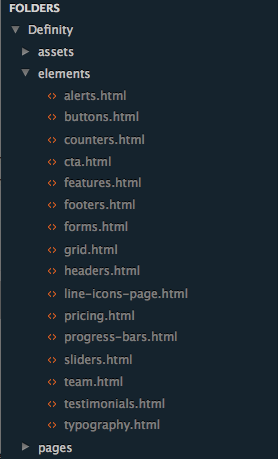 FOLDERS
Definity
assets
elements
alerts.html
buttons.html
counters.html
cta.html
features.html
footers.html
forms.html
grid.html
headers.html
line-icons-page.html
pricing.html
progress-bars.html
sliders.html
team.html
testimonials.html
typography.html
pages